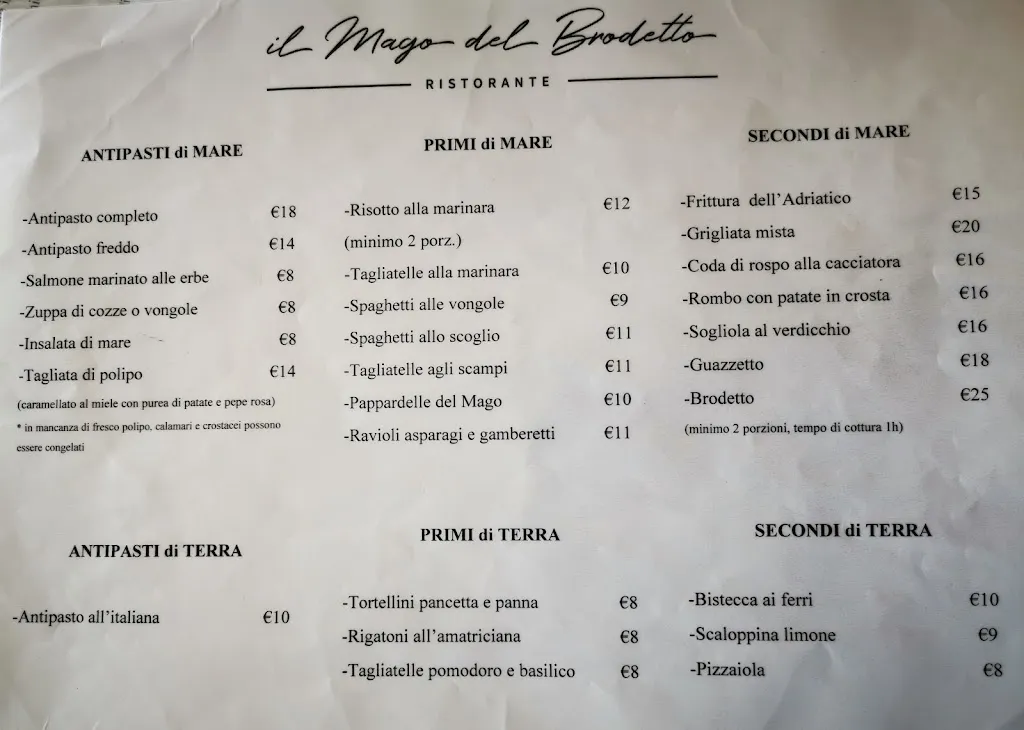 il Mago del Brodetto
RISTORANTE
ANTIPASTI di MARE
-Antipasto completo €18
-Antipasto freddo €14
-Salmone marinato alle erbe €8
-Zuppa di cozze o vongole €8
-Insalata di mare €8
-Tagliata di polipo €14
(caramellato al miele con purea di patate e pepe rosa)
* in mancanza di fresco polipo, calamari e crostacei possono
essere congelati
PRIMI di MARE
-Risotto alla marinara €12
(minimo 2 porz.)
-Tagliatelle alla marinara €10
-Spaghetti alle vongole €9
-Spaghetti allo scoglio €11
-Tagliatelle agli scampi €11
-Pappardelle del Mago €10
-Ravioli asparagi e gamberetti €11
SECONDI di MARE
-Frittura dell'Adriatico €15
-Grigliata mista €20
-Coda di rospo alla cacciatora €16
-Rombo con patate in crosta €16
-Sogliola al verdicchio €16
-Guazzetto €18
-Brodetto €25
(minimo 2 porzioni, tempo di cottura 1h)
ANTIPASTI di TERRA
-Antipasto all'italiana €10
PRIMI di TERRA
-Tortellini pancetta e panna €8
-Rigatoni all'amatriciana €8
-Tagliatelle pomodoro e basilico €8
SECONDI di TERRA
-Bistecca ai ferri €10
-Scaloppina limone €9
-Pizzaiola €8